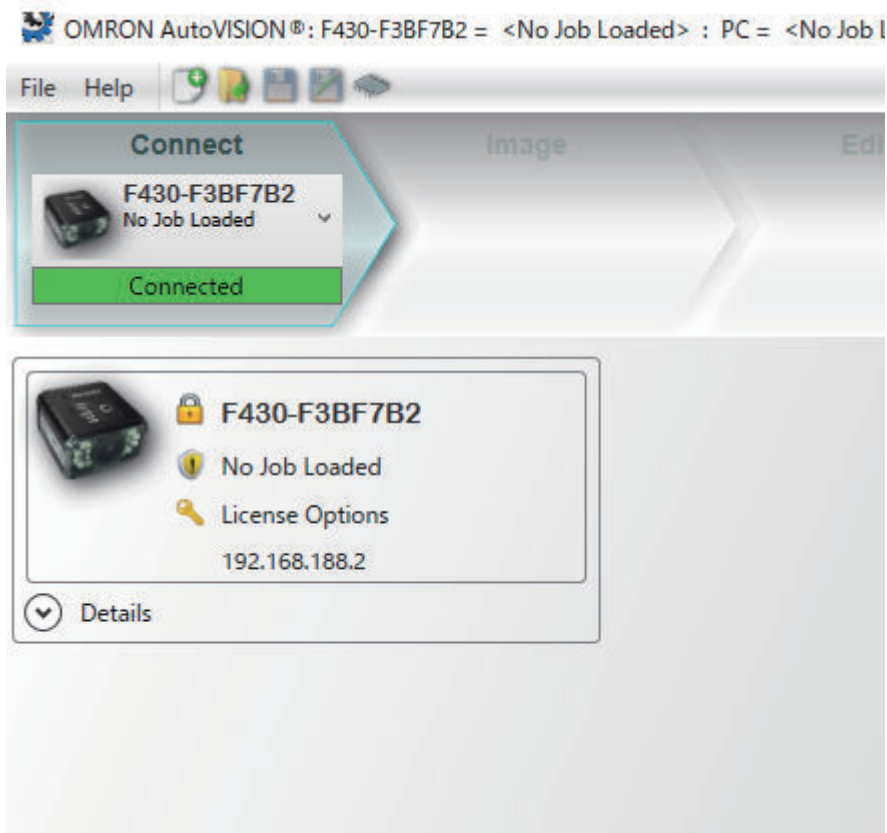 OMRON AutoVISION®: F430-F3BF7B2 = <No Job Loaded> : PC = <No Job
File Help
Connect Image
F430-F3BF7B2
No Job Loaded
Connected
F430-F3BF7B2
No Job Loaded
License Options
192.168.188.2
Details